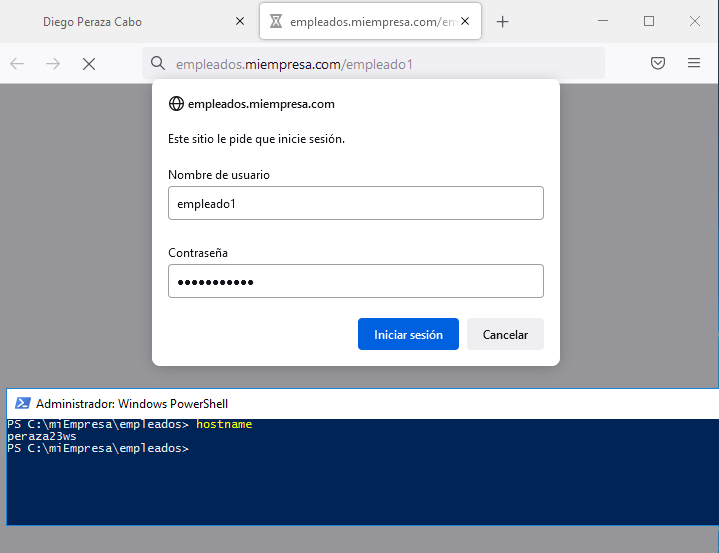 Diego Peraza Cabo
empleados.miempresa.com/em
empleados.miempresa.com/empleado1
empleados.miempresa.com
Este sitio le pide que inicie sesión.
Nombre de usuario
empleado1
Contraseña
●●●●●●●●●●●
Iniciar sesión
Cancelar
Administrador: Windows PowerShell
PS C:\miEmpresa\empleados> hostname
peraza23ws
PS C:\miEmpresa\empleados>